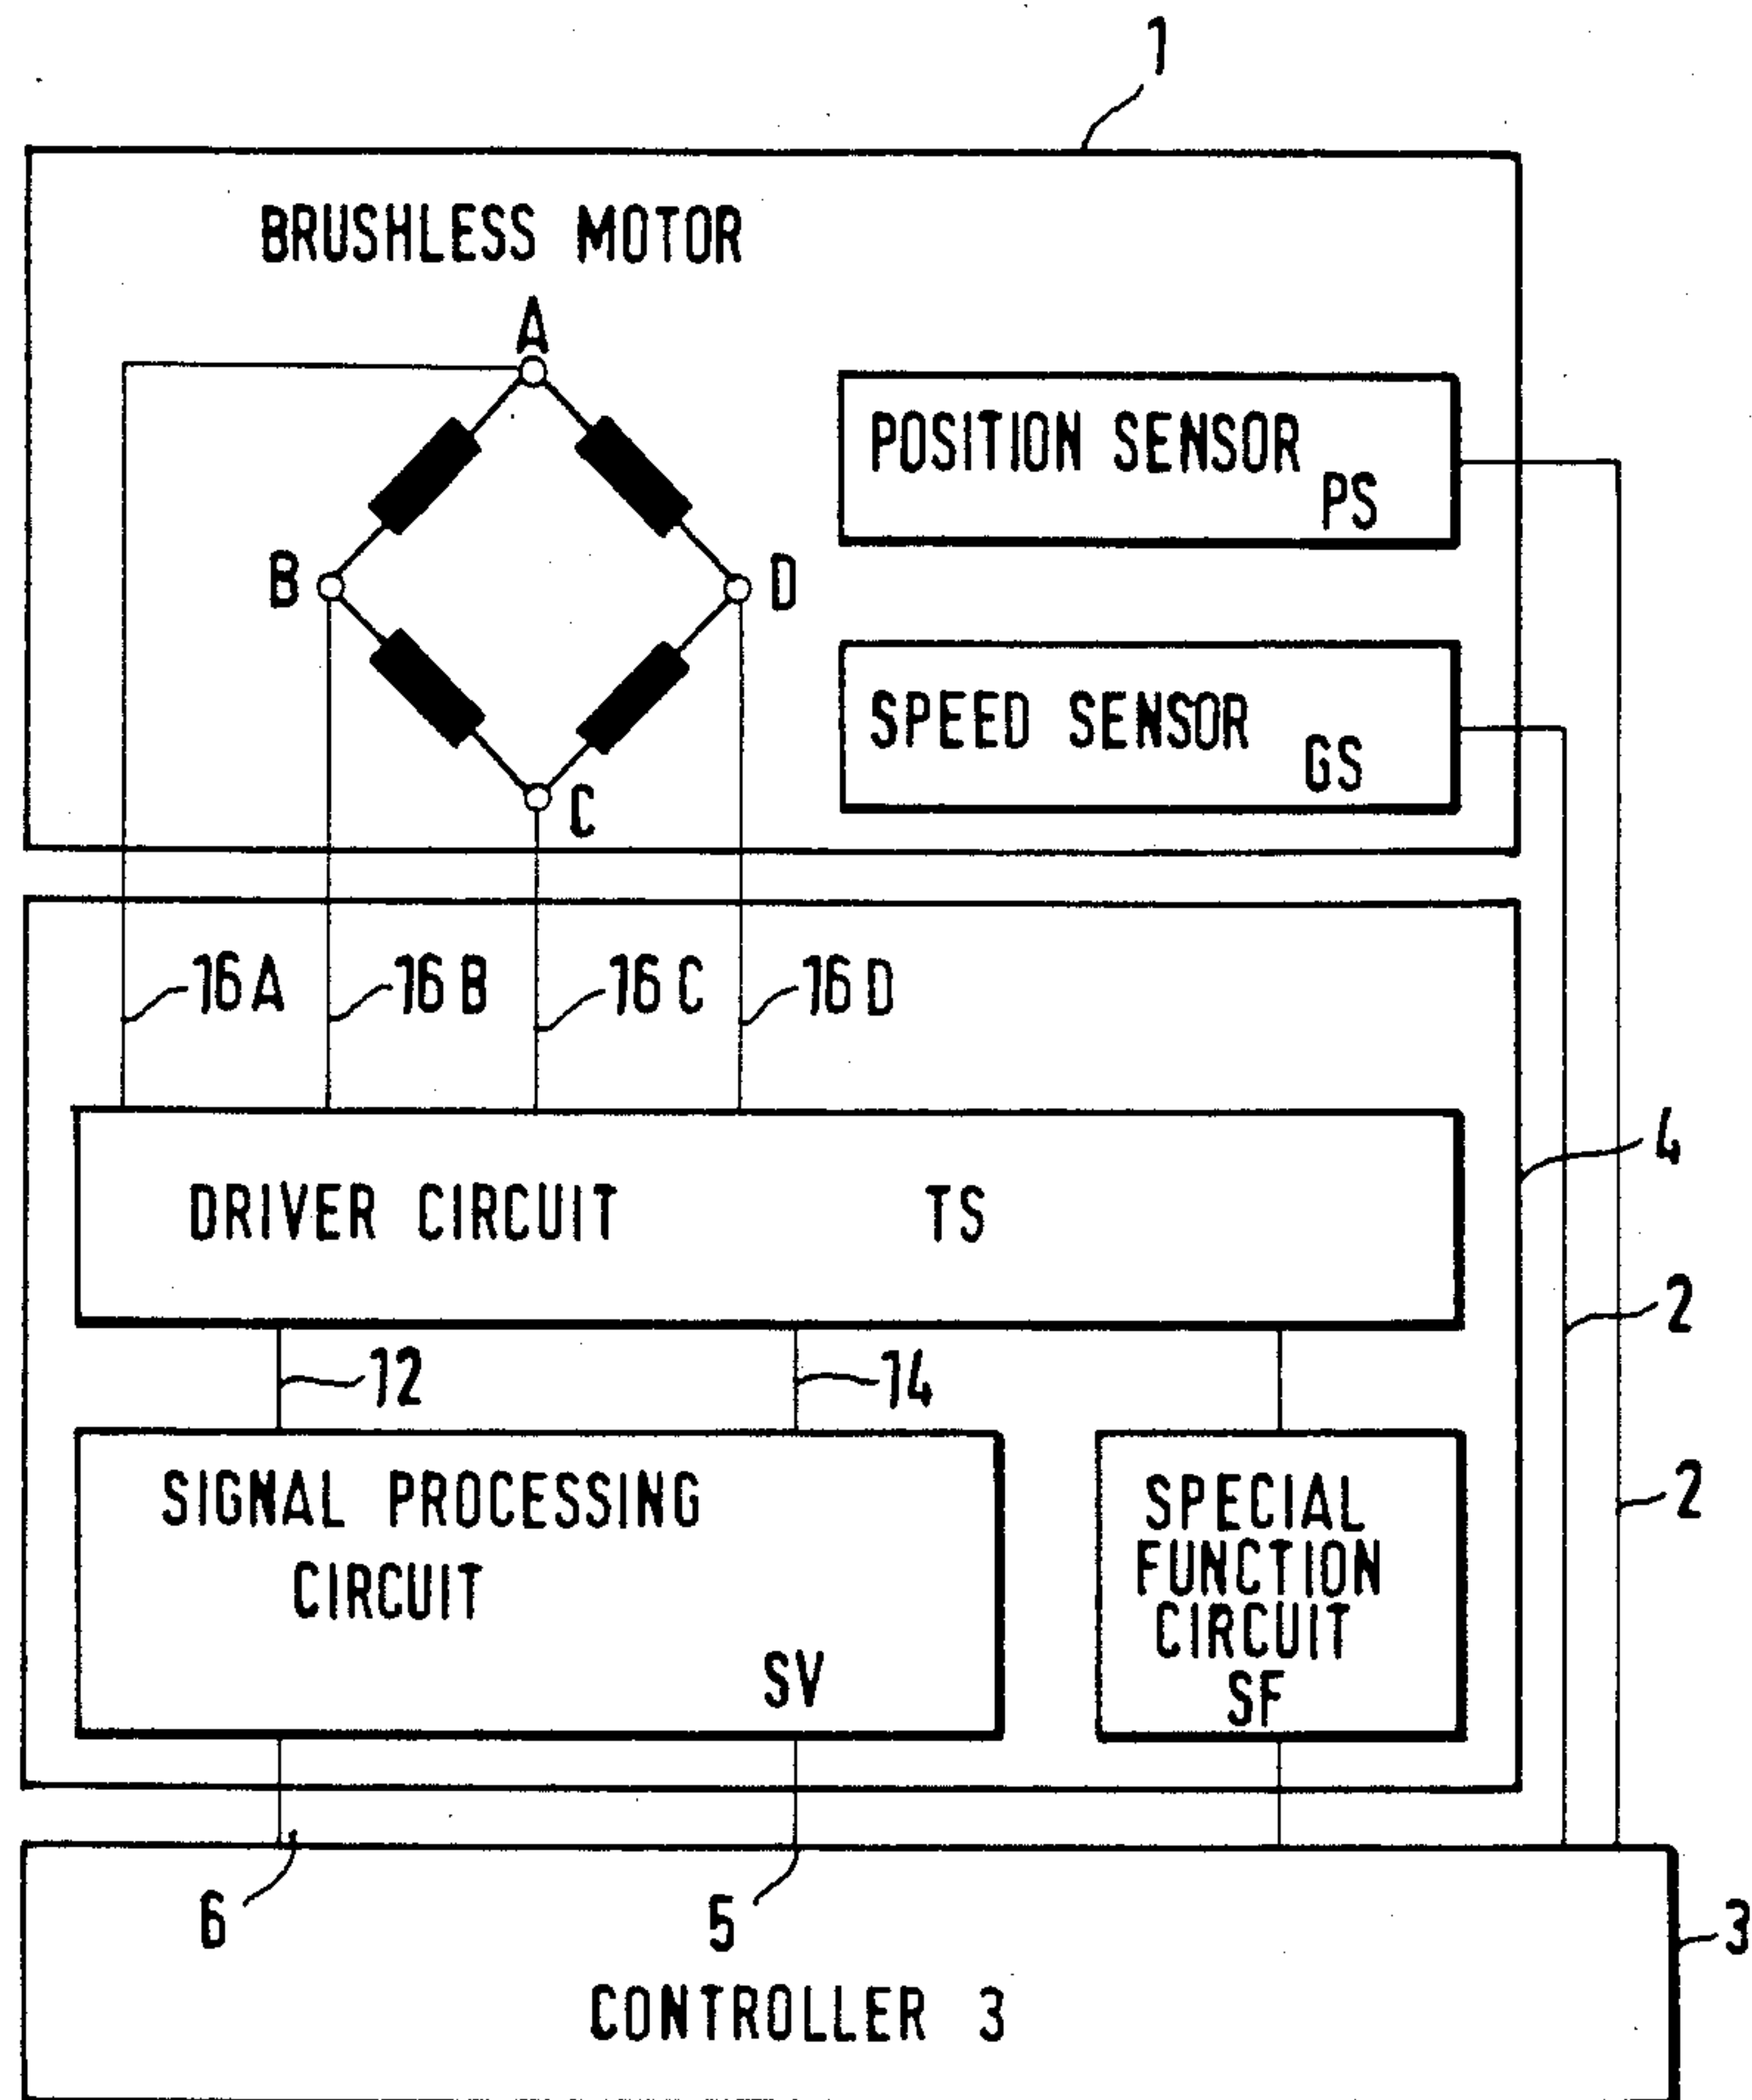 1
BRUSHLESS MOTOR
A
POSITION SENSOR
PS
B
D
SPEED SENSOR
GS
C
16A
16B
16C
16D
4
DRIVER CIRCUIT TS
2
12
14
2
SIGNAL PROCESSING
CIRCUIT
SV
SPECIAL
FUNCTION
CIRCUIT
SF
6
5
3
CONTROLLER 3